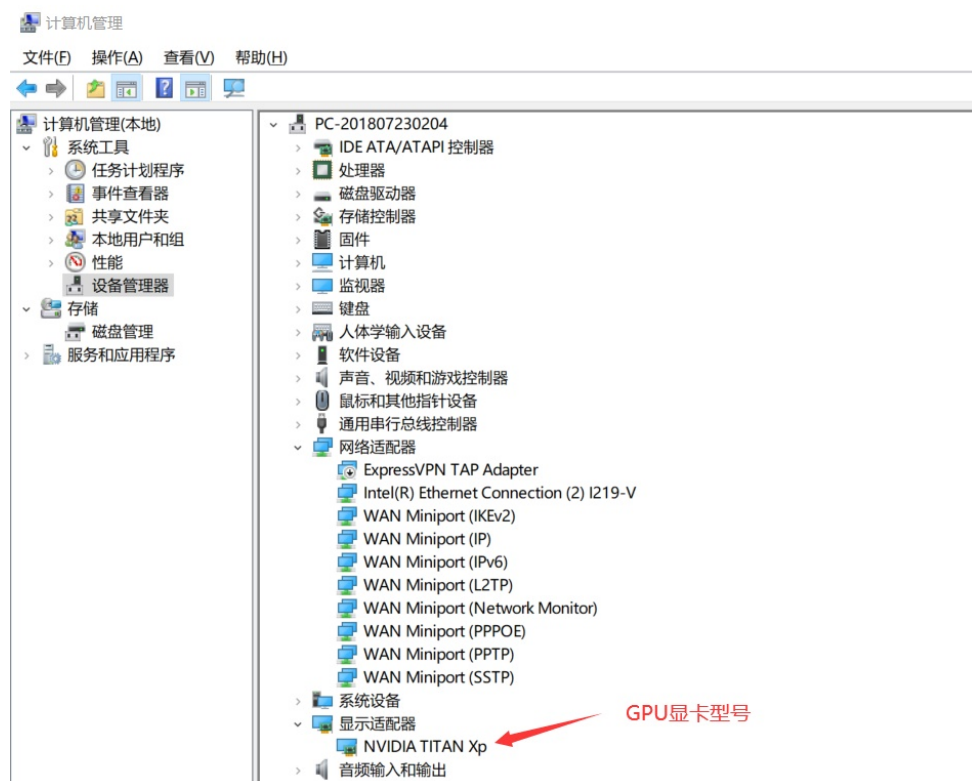 计算机管理
文件(F) 操作(A) 查看(V) 帮助(H)
计算机管理(本地)
系统工具
任务计划程序
事件查看器
共享文件夹
本地用户和组
性能
设备管理器
存储
磁盘管理
服务和应用程序
PC-201807230204
IDE ATA/ATAPI 控制器
处理器
磁盘驱动器
存储控制器
固件
计算机
监视器
键盘
人体学输入设备
软件设备
声音、视频和游戏控制器
鼠标和其他指针设备
通用串行总线控制器
网络适配器
ExpressVPN TAP Adapter
Intel(R) Ethernet Connection (2) I219-V
WAN Miniport (IKEv2)
WAN Miniport (IP)
WAN Miniport (IPv6)
WAN Miniport (L2TP)
WAN Miniport (Network Monitor)
WAN Miniport (PPPOE)
WAN Miniport (PPTP)
WAN Miniport (SSTP)
系统设备
显示适配器
GPU显卡型号
NVIDIA TITAN Xp
音频输入和输出